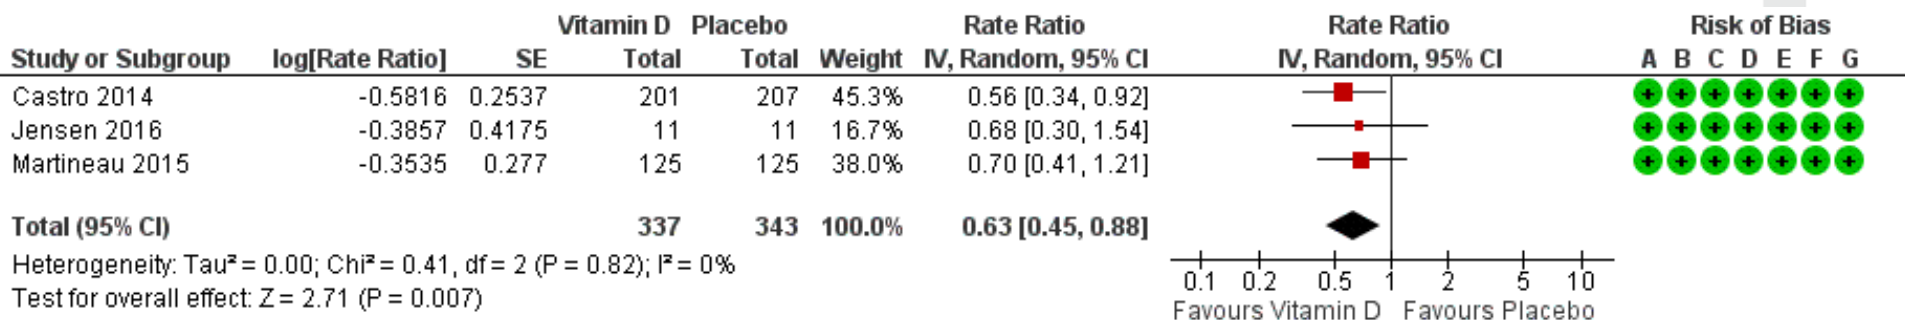 Vitamin D Placebo Rate Ratio Rate Ratio Risk of Bias
Study or Subgroup log[Rate Ratio] SE Total Total Weight IV, Random, 95% CI IV, Random, 95% CI A B C D E F G
Castro 2014 -0.5816 0.2537 201 207 45.3% 0.56 [0.34, 0.92] + + + + + + +
Jensen 2016 -0.3857 0.4175 11 11 16.7% 0.68 [0.30, 1.54] + + + + + + +
Martineau 2015 -0.3535 0.277 125 125 38.0% 0.70 [0.41, 1.21] + + + + + + +
Total (95% CI) 337 343 100.0% 0.63 [0.45, 0.88]
Heterogeneity: Tau² = 0.00; Chi² = 0.41, df = 2 (P = 0.82); I² = 0%
Test for overall effect: Z = 2.71 (P = 0.007)
0.1 0.2 0.5 1 2 5 10
Favours Vitamin D Favours Placebo